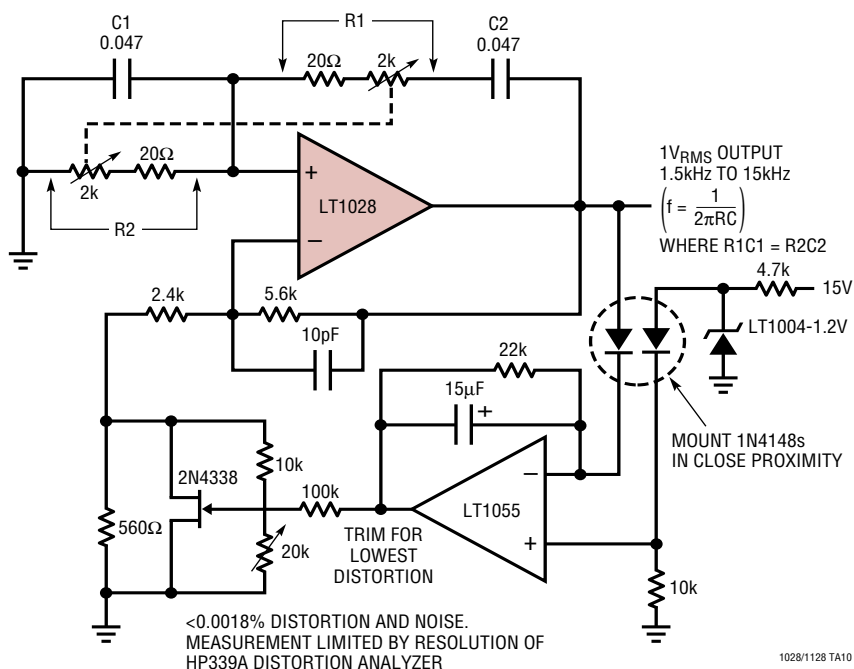 C1
0.047
R1
C2
0.047
20Ω
2k
20Ω
2k
R2
+
LT1028
–
1VRMS OUTPUT
1.5kHz TO 15kHz
(f = 1/2πRC)
WHERE R1C1 = R2C2
4.7k
15V
LT1004-1.2V
2.4k
5.6k
10pF
22k
15µF
+
MOUNT 1N4148s
IN CLOSE PROXIMITY
2N4338
10k
100k
–
LT1055
+
560Ω
20k
TRIM FOR
LOWEST
DISTORTION
10k
<0.0018% DISTORTION AND NOISE.
MEASUREMENT LIMITED BY RESOLUTION OF
HP339A DISTORTION ANALYZER
1028/1128 TA10